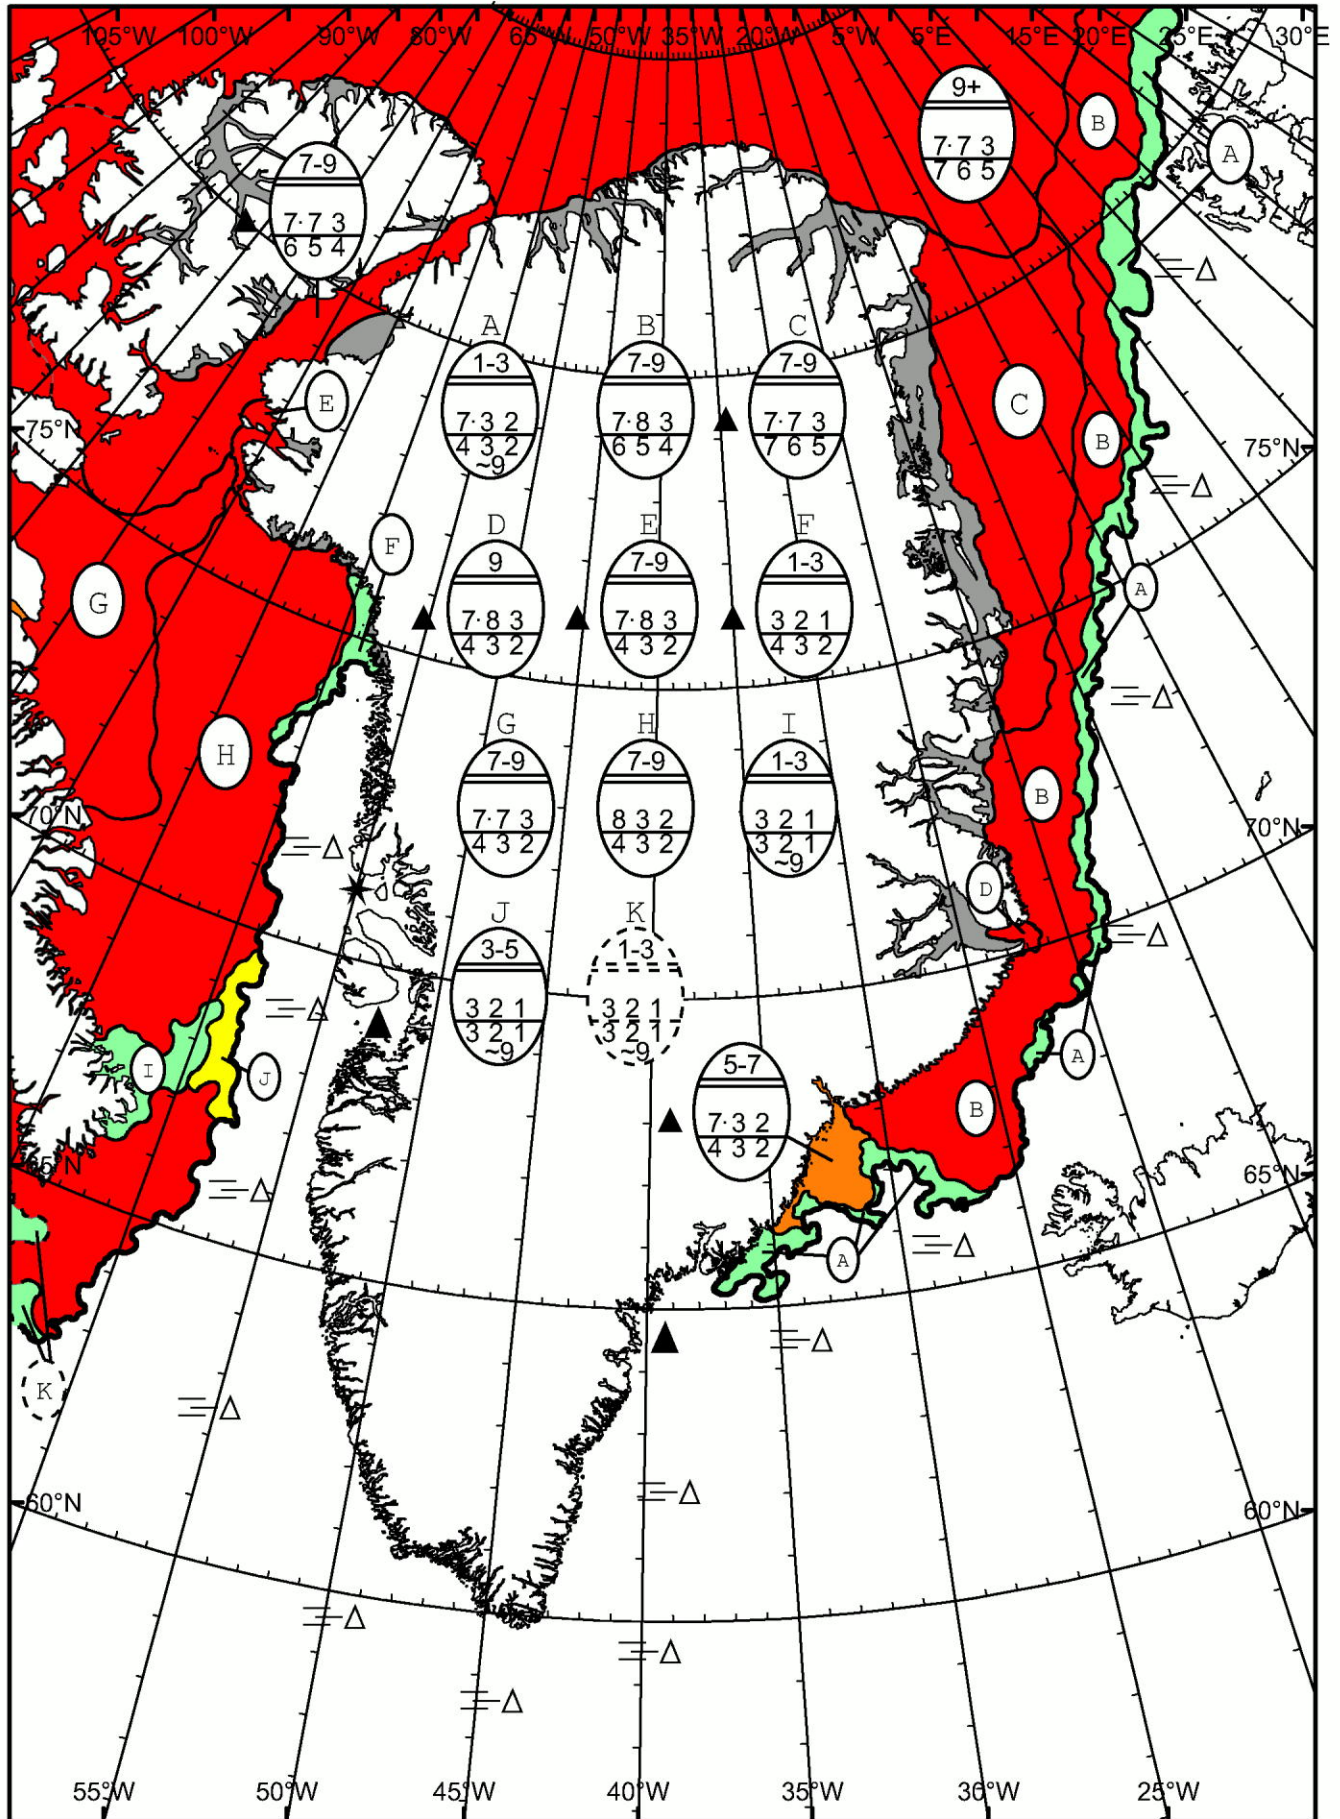 105°W 100°W 90°W 80°W 65°W 50°W 35°W 20°W 5°W 5°E 15°E 20°E 25°E 30°E
9+
7·7 3
7 6 5
B
A
7-9
7·7 3
6 5 4
A
1-3
7·3 2
4 3 2
~9
B
7-9
7·8 3
6 5 4
C
7-9
7·7 3
7 6 5
E
C
B
75°N
75°N
D
9
7·8 3
4 3 2
E
7-9
7·8 3
4 3 2
F
1-3
3 2 1
4 3 2
F
G
A
H
G
7-9
7·7 3
4 3 2
H
7-9
8 3 2
4 3 2
I
1-3
3 2 1
3 2 1
~9
B
70°N
70°N
D
J
3-5
3 2 1
3 2 1
~9
K
1-3
3 2 1
3 2 1
~9
I
J
A
5-7
7·3 2
4 3 2
B
65°N
65°N
A
K
60°N
60°N
55°W 50°W 45°W 40°W 35°W 30°W 25°W